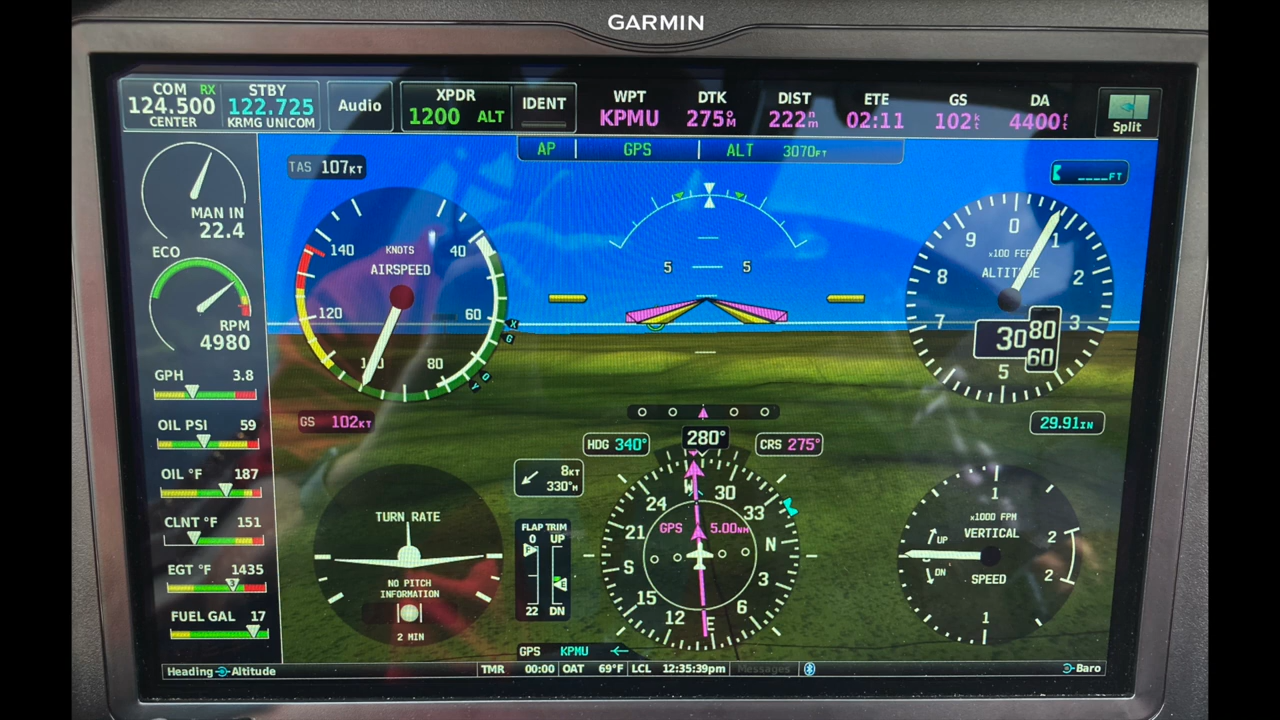 GARMIN
COM RX
124.500
CENTER
STBY
122.725
KRMG UNICOM
Audio
XPDR
1200 ALT
IDENT
WPT
KPMU
DTK
275°M
DIST
222nm
ETE
02:11
GS
102kt
DA
4400ft
Split
AP GPS ALT 3070FT
TAS 107KT
____FT
MAN IN
22.4
ECO
RPM
4980
GPH 3.8
OIL PSI 59
OIL °F 187
CLNT °F 151
EGT °F 1435
3
FUEL GAL 17
KNOTS
AIRSPEED
40
60
80
120
140
X
G
Y
GS 102KT
5 5
0
1
2
3
5
7
8
9
x100 FEET
ALTITUDE
30
80
60
29.91IN
HDG 340°
280°
CRS 275°
8KT
330°M
TURN RATE
NO PITCH
INFORMATION
2 MIN
FLAP TRIM
0 UP
F
E
22 DN
W
30
33
N
3
6
E
12
15
S
21
24
GPS 5.00NM
GPS KPMU
1
x1000 FPM
VERTICAL
UP
DN
SPEED
2
2
1
Heading Altitude
TMR 00:00
OAT 69°F
LCL 12:35:39pm
Messages
Baro